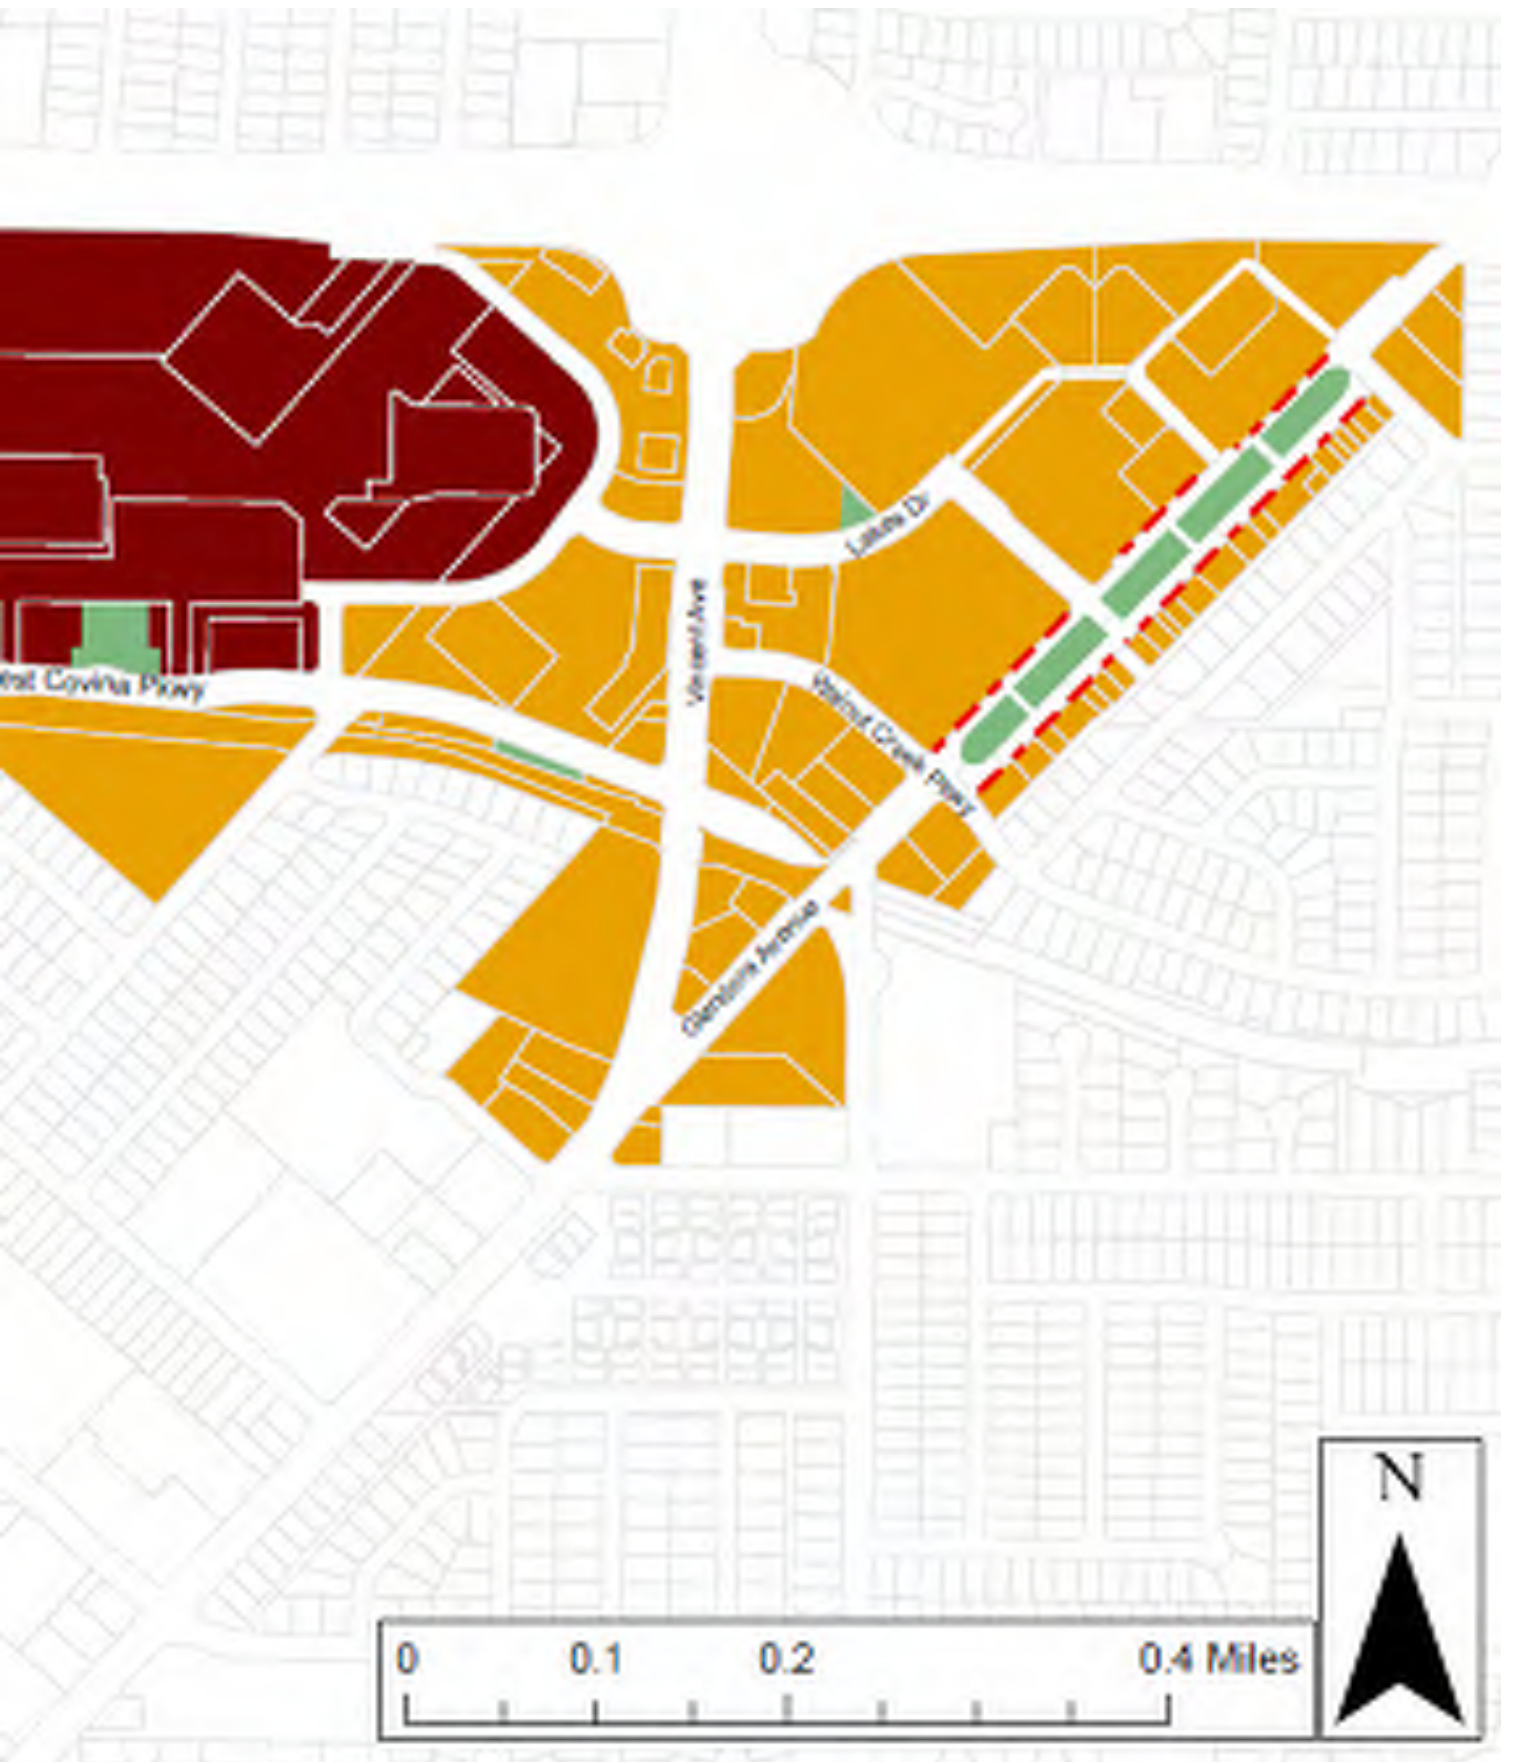 Lakes Dr
Vincent Ave
est Covina Pkwy
Walnut Creek Pkwy
Glendora Avenue
N
0 0.1 0.2 0.4 Miles